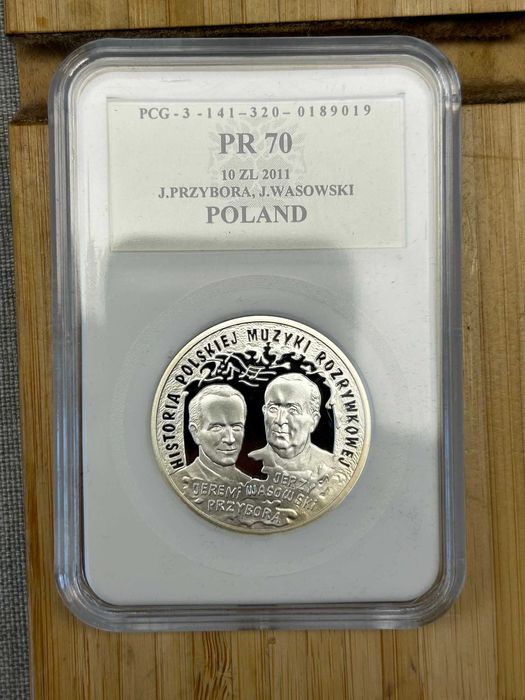 PCG - 3 - 141 - 320 - 0189019
PR 70
10 ZL 2011
J.PRZYBORA, J.WASOWSKI
POLAND
HISTORIA POLSKIEJ MUZYKI ROZRYWKOWEJ
JERZY
JEREMI WASOWSKI
PRZYBORA